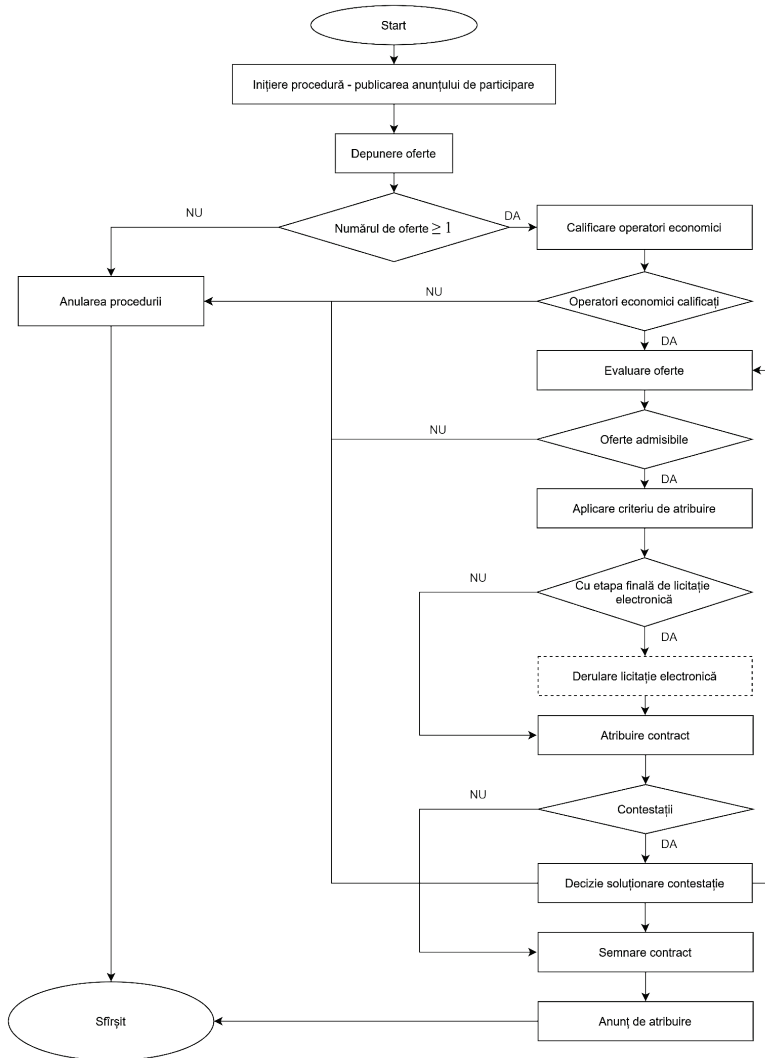 Start
Inițiere procedură - publicarea anunțului de participare
Depunere oferte
NU
Numărul de oferte ≥ 1
DA
Calificare operatori economici
Anularea procedurii
NU
Operatori economici calificați
DA
Evaluare oferte
NU
Oferte admisibile
DA
Aplicare criteriu de atribuire
NU
Cu etapa finală de licitație
electronică
DA
Derulare licitație electronică
Atribuire contract
NU
Contestații
DA
Decizie soluționare contestație
Semnare contract
Sfîrșit
Anunț de atribuire